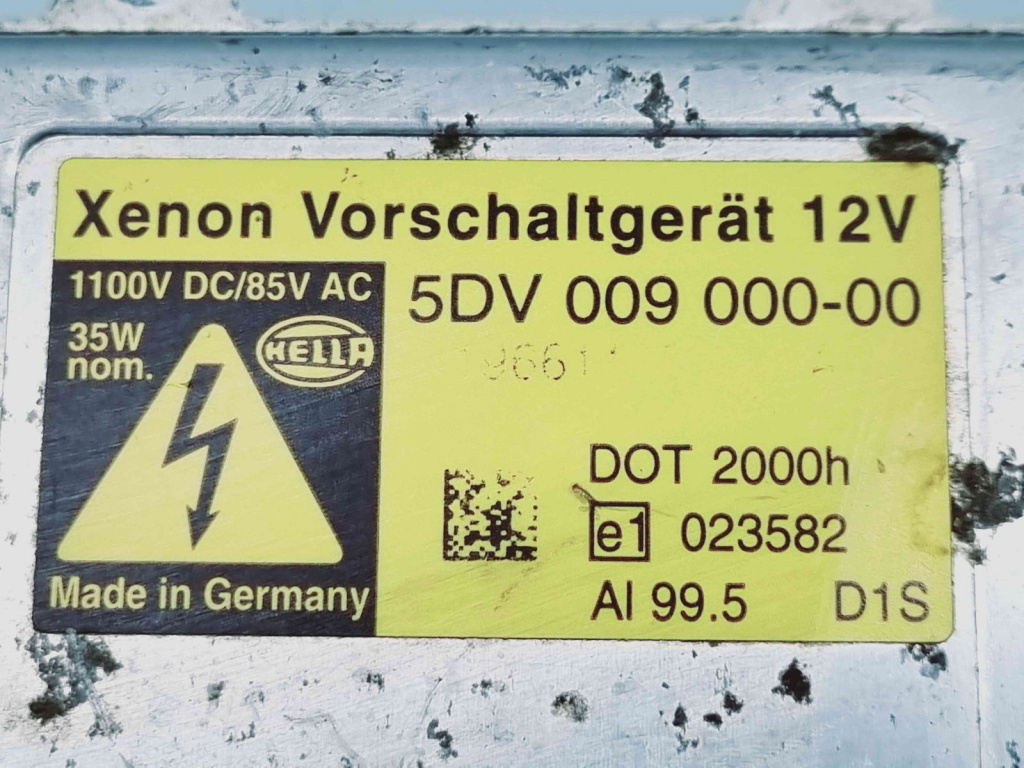 Xenon Vorschaltgerät 12V
1100V DC/85V AC
35W
nom.
HELLA
Made in Germany
5DV 009 000-00
DOT 2000h
e1 023582
Al 99.5 D1S